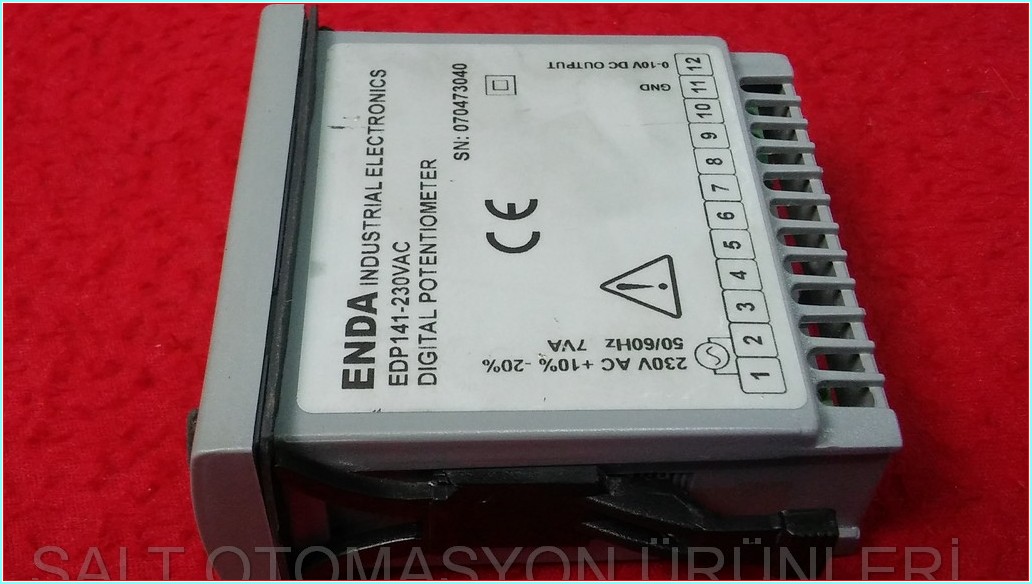 ENDA INDUSTRIAL ELECTRONICS
EDP141-230VAC
DIGITAL POTENTIOMETER
SN: 070473040
CE
230V AC +10% -20%
50/60Hz 7VA
GND
0-10V DC OUTPUT
1 2 3 4 5 6 7 8 9 10 11 12
SALT OTOMASYON ÜRÜNLERİ